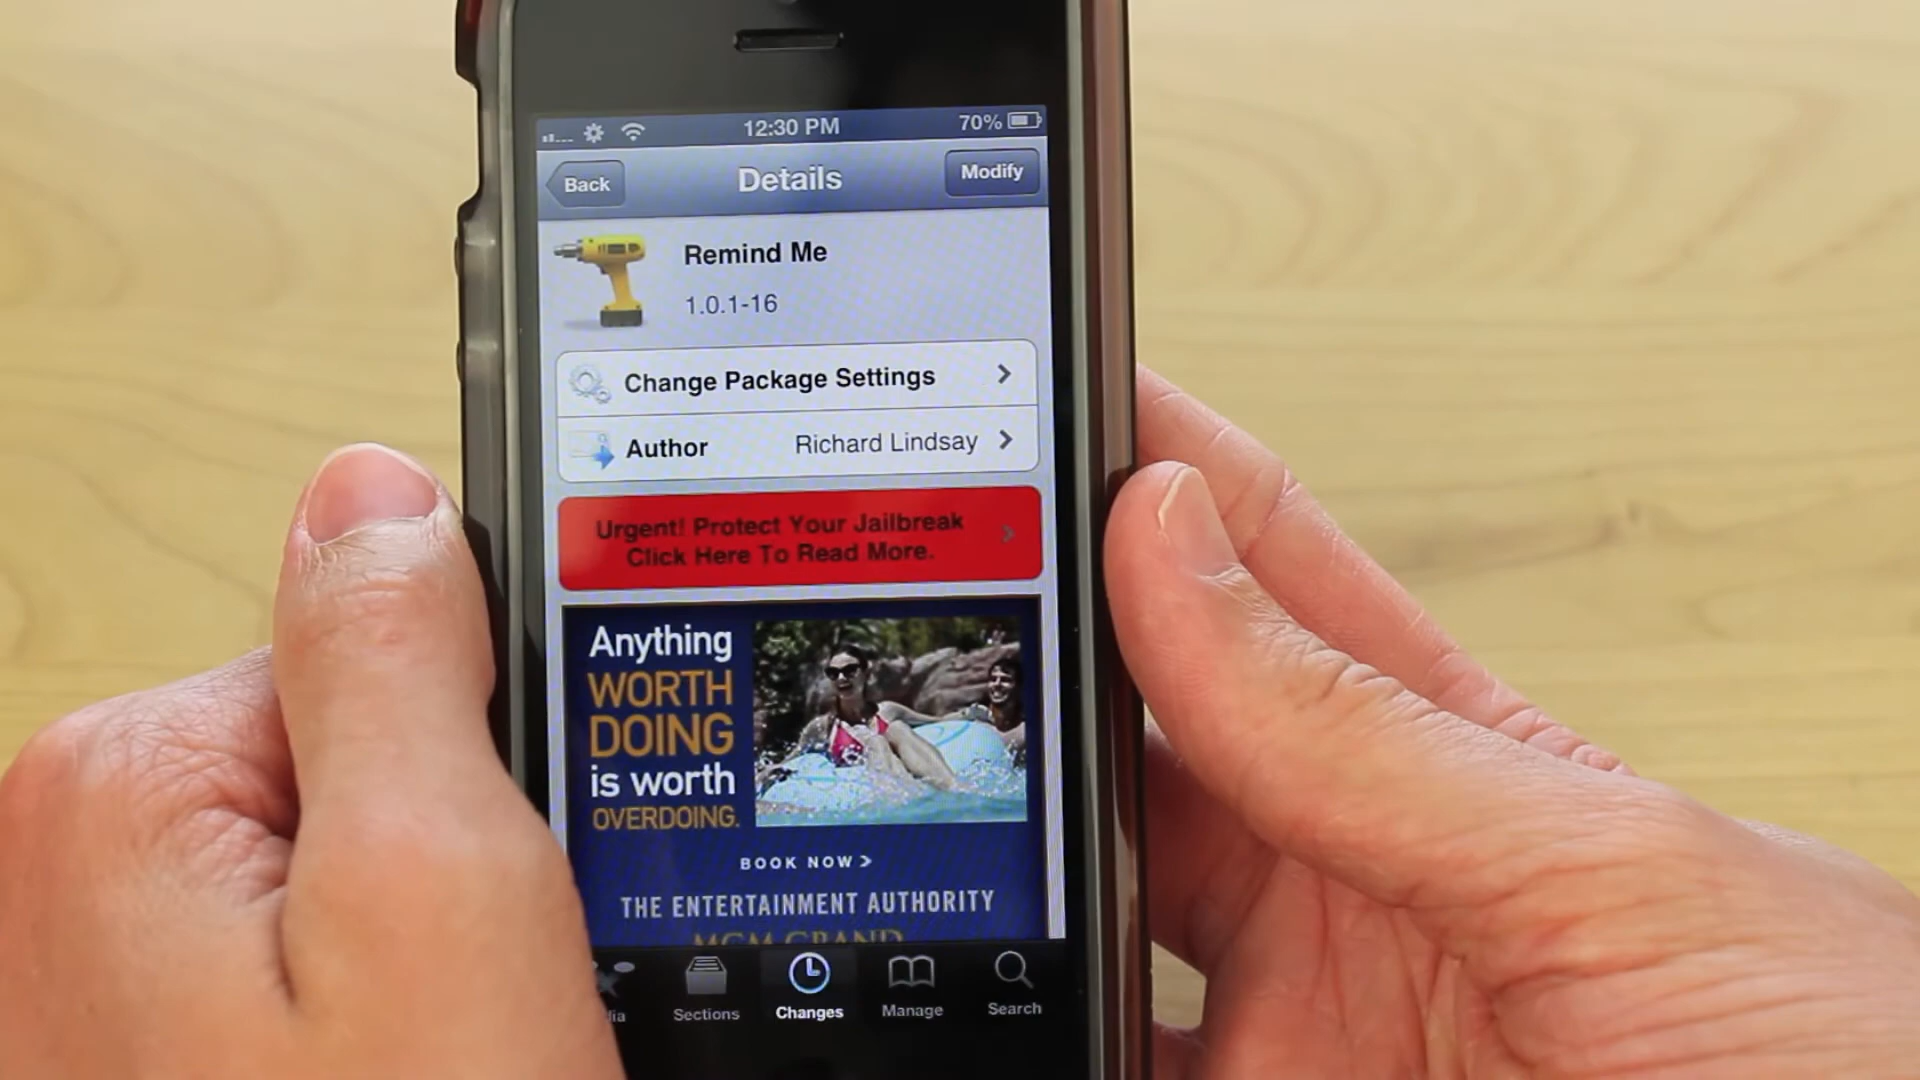 12:30 PM
70%
Back
Details
Modify
Remind Me
1.0.1-16
Change Package Settings
Author
Richard Lindsay
Urgent! Protect Your Jailbreak
Click Here To Read More.
Anything
WORTH
DOING
is worth
OVERDOING.
BOOK NOW >
THE ENTERTAINMENT AUTHORITY
MGM GRAND
Sections
Changes
Manage
Search